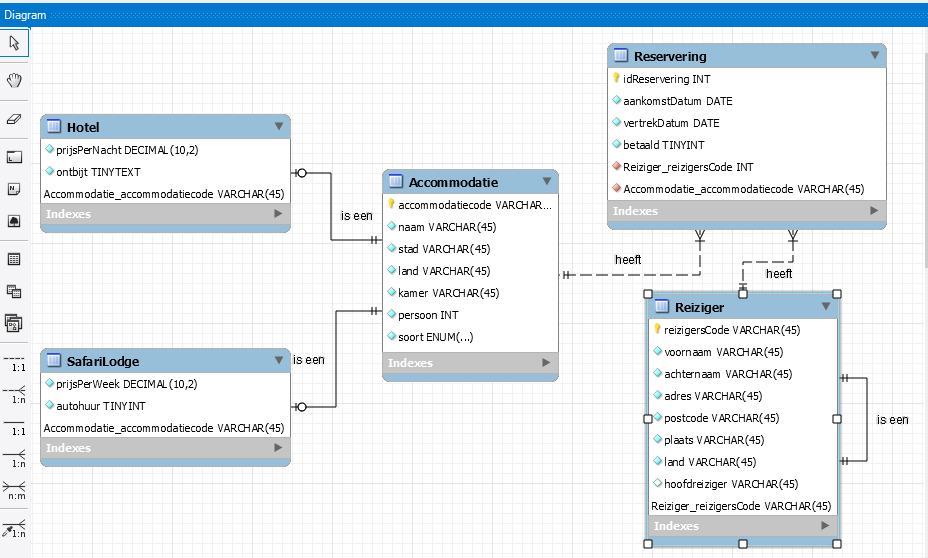 Diagram
Hotel
prijsPerNacht DECIMAL(10,2)
ontbijt TINYTEXT
Accommodatie_accommodatiecode VARCHAR(45)
Indexes
is een
SafariLodge
prijsPerWeek DECIMAL(10,2)
autohuur TINYINT
Accommodatie_accommodatiecode VARCHAR(45)
Indexes
is een
Accommodatie
accommodatiecode VARCHAR...
naam VARCHAR(45)
stad VARCHAR(45)
land VARCHAR(45)
kamer VARCHAR(45)
persoon INT
soort ENUM(...)
Indexes
Reservering
idReservering INT
aankomstDatum DATE
vertrekDatum DATE
betaald TINYINT
Reiziger_reizigersCode INT
Accommodatie_accommodatiecode VARCHAR(45)
Indexes
heeft
heeft
Reiziger
reizigersCode VARCHAR(45)
voornaam VARCHAR(45)
achternaam VARCHAR(45)
adres VARCHAR(45)
postcode VARCHAR(45)
plaats VARCHAR(45)
land VARCHAR(45)
hoofdreiziger VARCHAR(45)
Reiziger_reizigersCode VARCHAR(45)
Indexes
is een
1:1
1:n
1:1
1:n
n:m
1:n